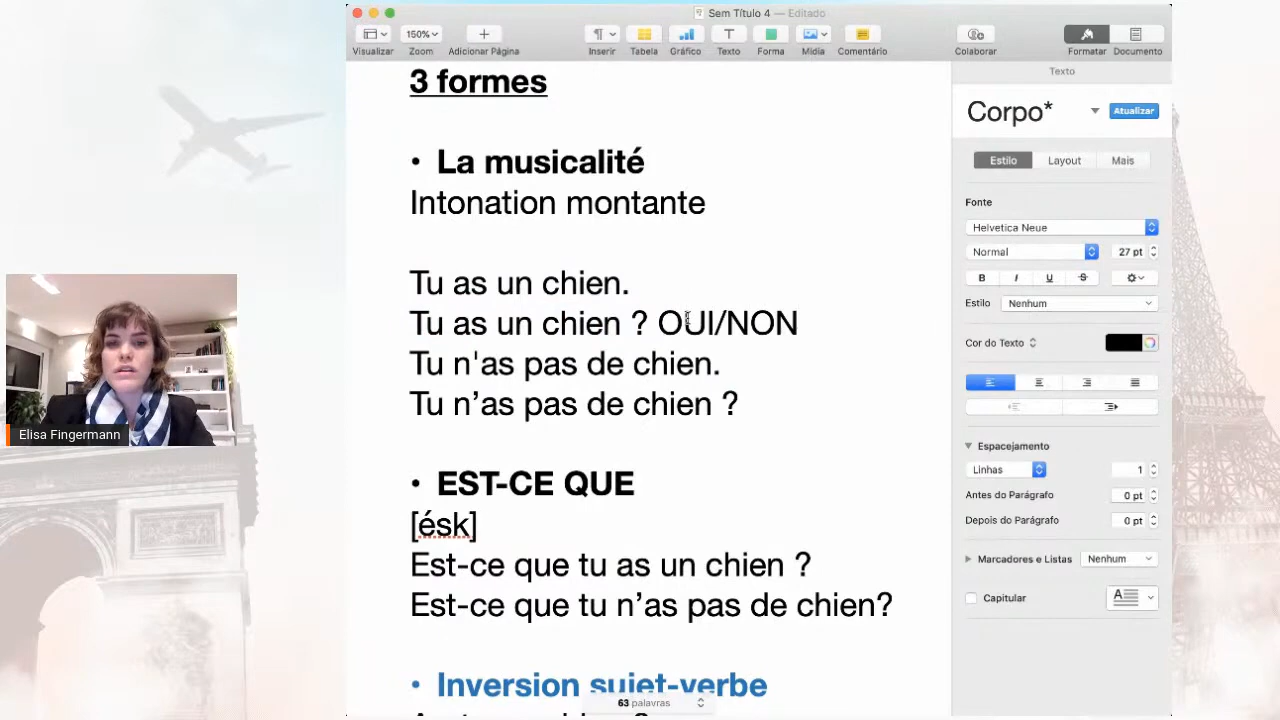 Sem Título 4 — Editado
150%
Visualizar
Zoom
Adicionar Página
Inserir
Tabela
Gráfico
Texto
Forma
Mídia
Comentário
Colaborar
Formatar
Documento
3 formes
• La musicalité
Intonation montante
Tu as un chien.
Tu as un chien ? OUI/NON
Tu n'as pas de chien.
Tu n’as pas de chien ?
• EST-CE QUE
[ésk]
Est-ce que tu as un chien ?
Est-ce que tu n’as pas de chien?
• Inversion sujet-verbe
63 palavras
Texto
Corpo*
Atualizar
Estilo
Layout
Mais
Fonte
Helvetica Neue
Normal
27 pt
B I U S
Estilo
Nenhum
Cor do Texto
Espacejamento
Linhas
1
Antes do Parágrafo
0 pt
Depois do Parágrafo
0 pt
Marcadores e Listas
Nenhum
Capitular
A
Elisa Fingermann